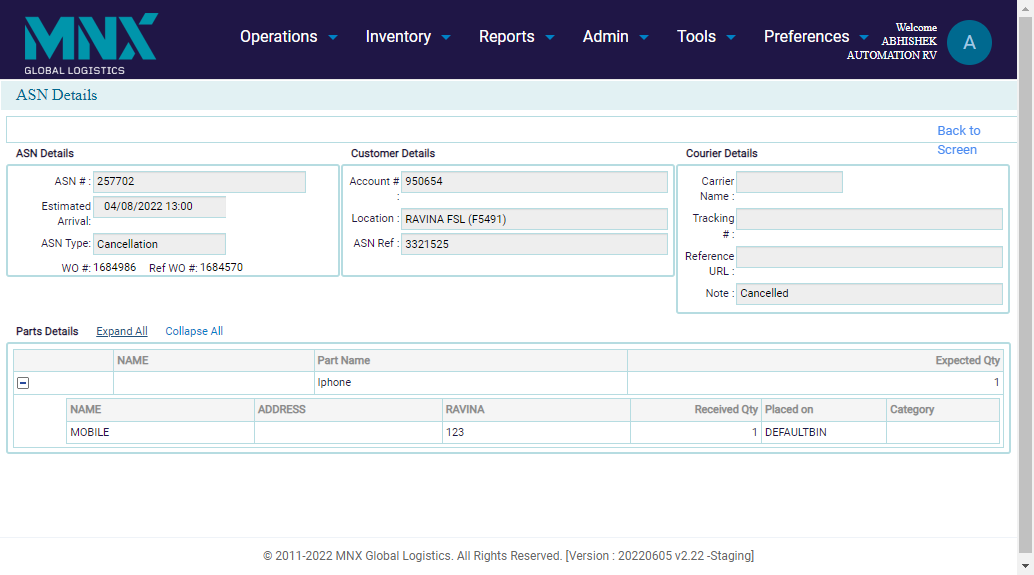 MNX
GLOBAL LOGISTICS
Operations Inventory Reports Admin Tools Preferences
Welcome
ABHISHEK
AUTOMATION RV
A
ASN Details
Back to
Screen
ASN Details
ASN # : 257702
Estimated
Arrival: 04/08/2022 13:00
ASN Type: Cancellation
WO #: 1684986 Ref WO #: 1684570
Customer Details
Account #
: 950654
Location : RAVINA FSL (F5491)
ASN Ref : 3321525
Courier Details
Carrier
Name :
Tracking
# :
Reference
URL :
Note : Cancelled
Parts Details Expand All Collapse All
NAME Part Name Expected Qty
Iphone 1
NAME ADDRESS RAVINA Received Qty Placed on Category
MOBILE 123 1 DEFAULTBIN
© 2011-2022 MNX Global Logistics. All Rights Reserved. [Version : 20220605 v2.22 -Staging]